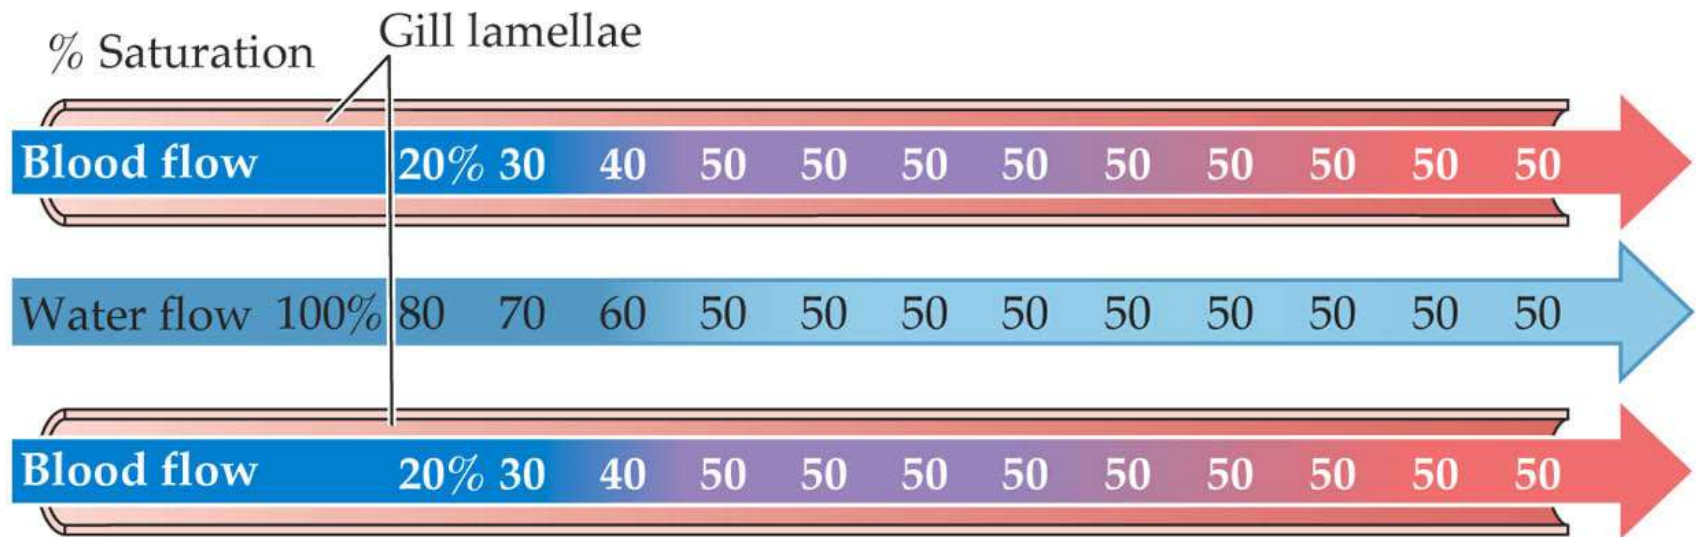 % Saturation
Gill lamellae
Blood flow 20% 30 40 50 50 50 50 50 50 50 50 50
Water flow 100% 80 70 60 50 50 50 50 50 50 50 50 50
Blood flow 20% 30 40 50 50 50 50 50 50 50 50 50